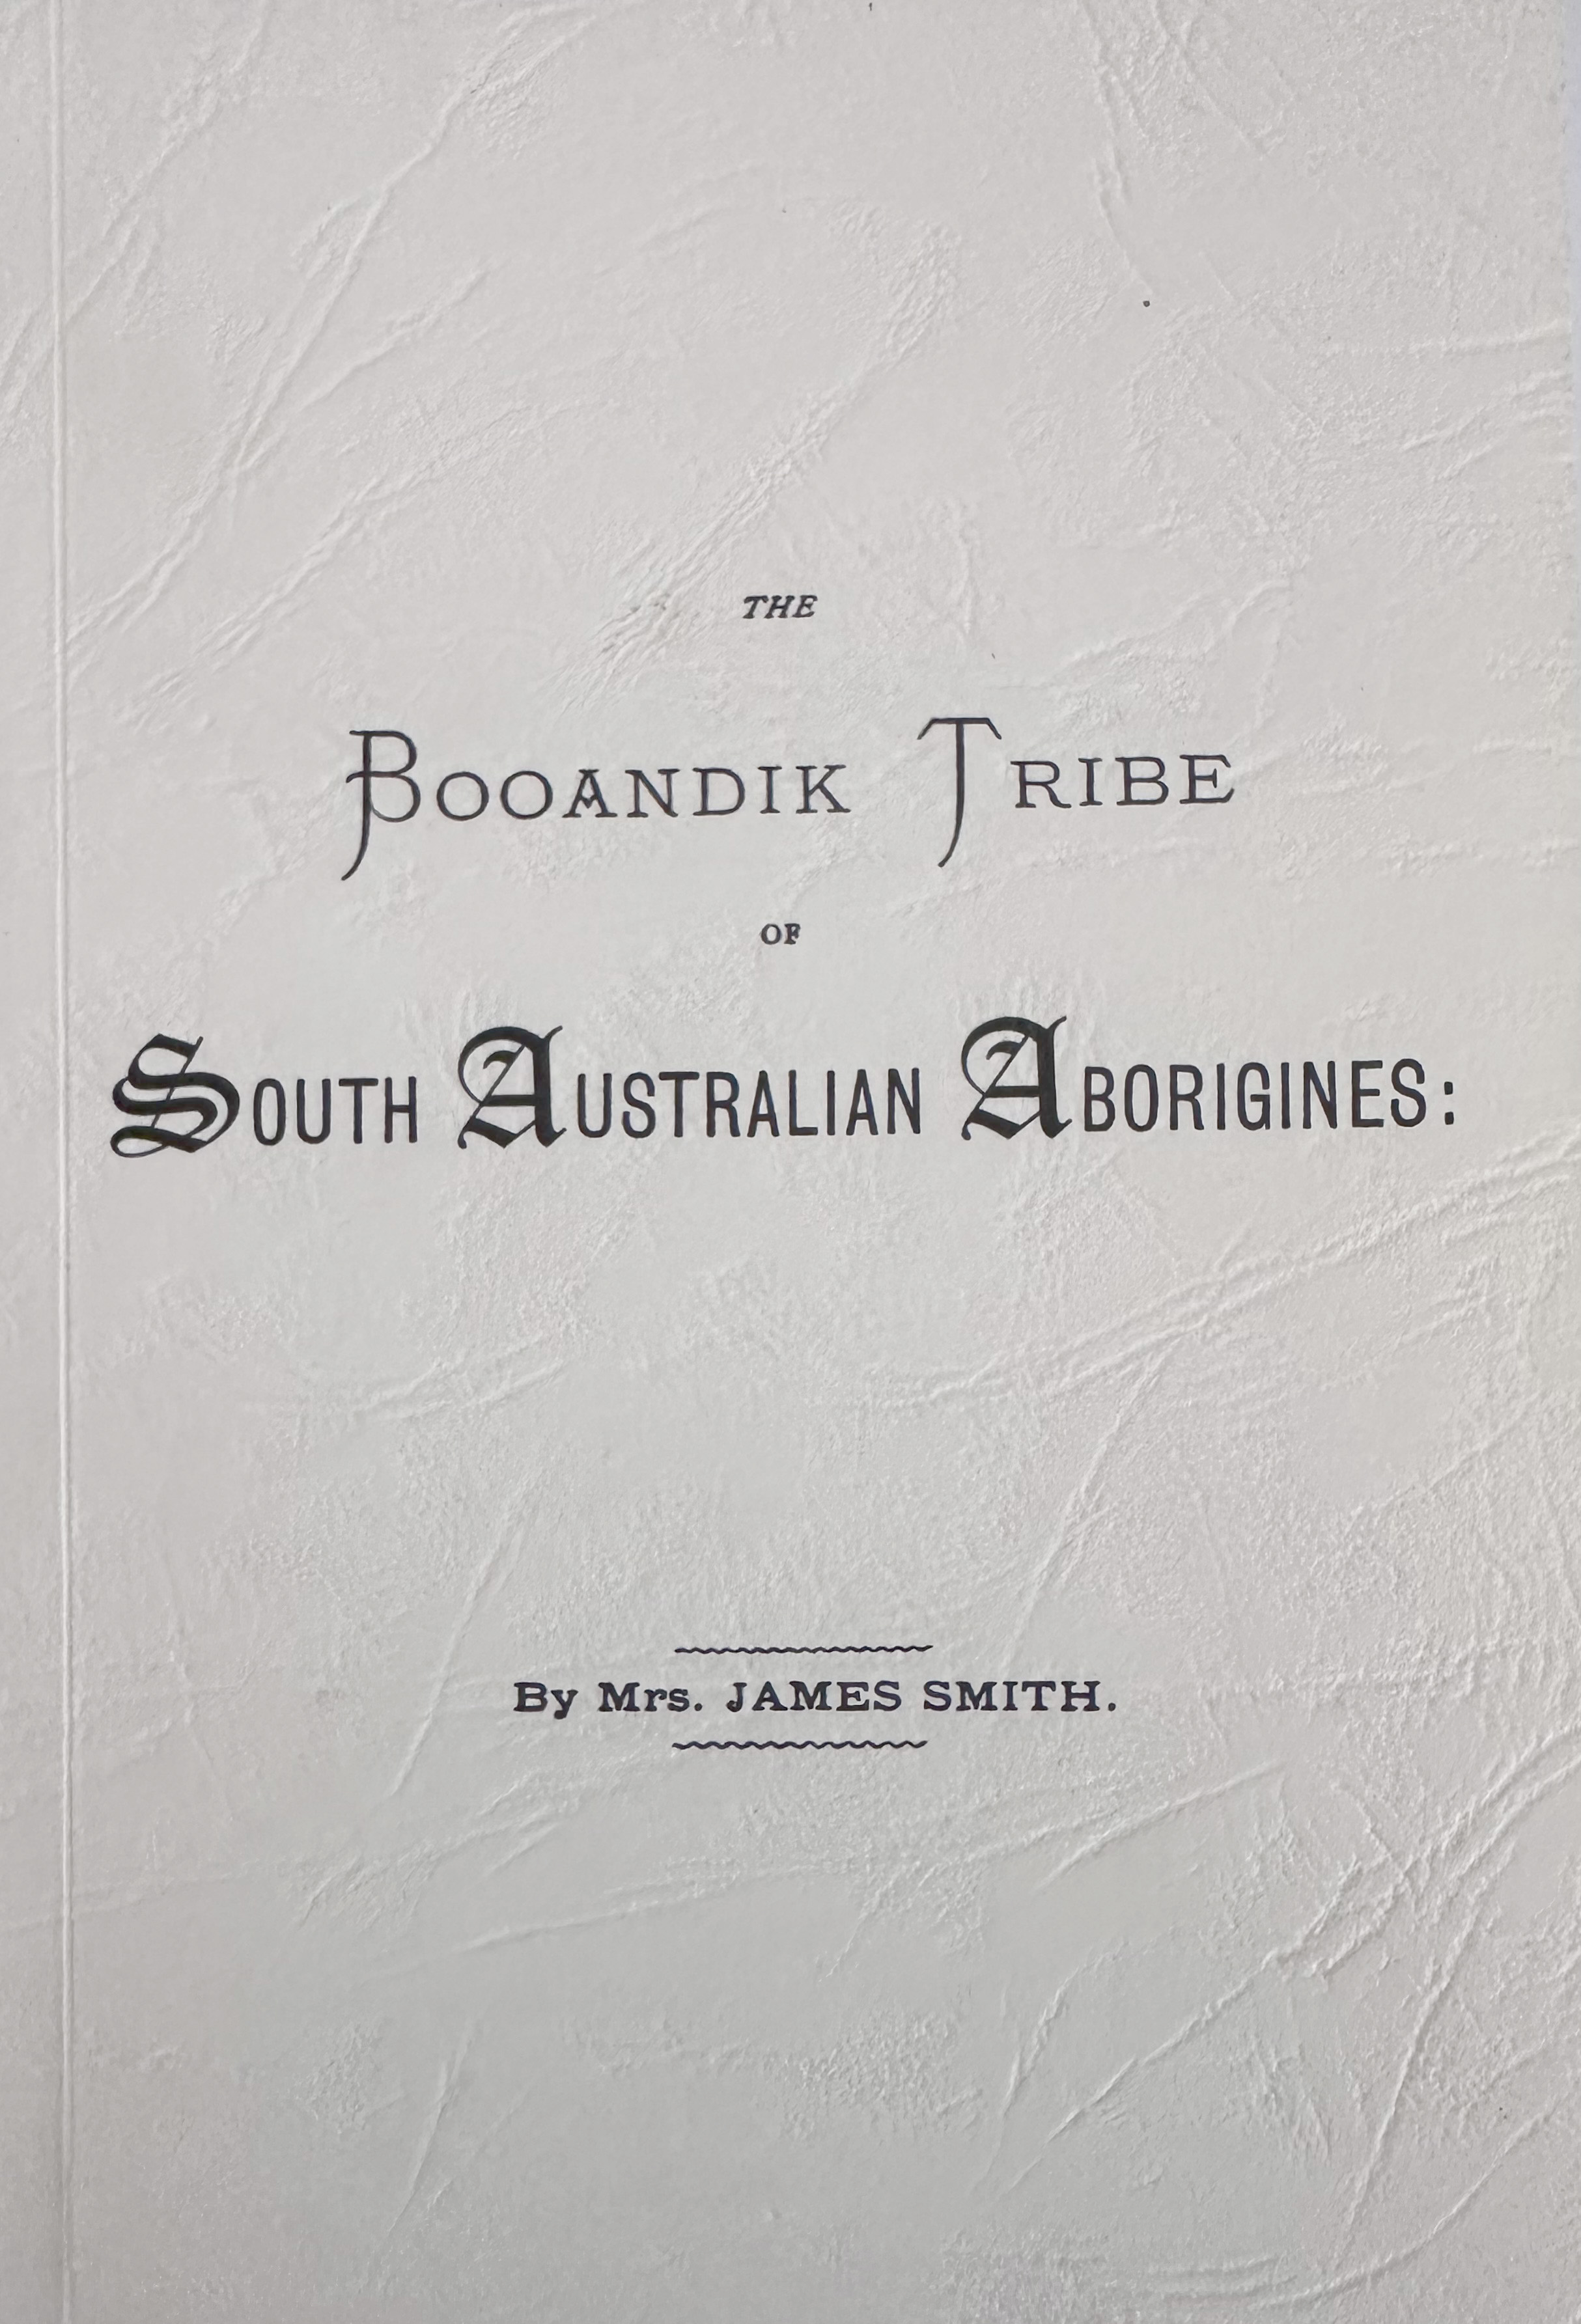 THE
BOOANDIK TRIBE
OF
SOUTH AUSTRALIAN ABORIGINES:
By Mrs. JAMES SMITH.